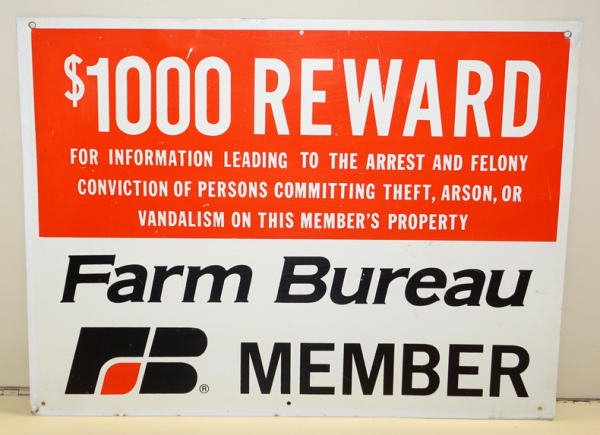 $1000 REWARD
FOR INFORMATION LEADING TO THE ARREST AND FELONY
CONVICTION OF PERSONS COMMITTING THEFT, ARSON, OR
VANDALISM ON THIS MEMBER'S PROPERTY
Farm Bureau
FB® MEMBER